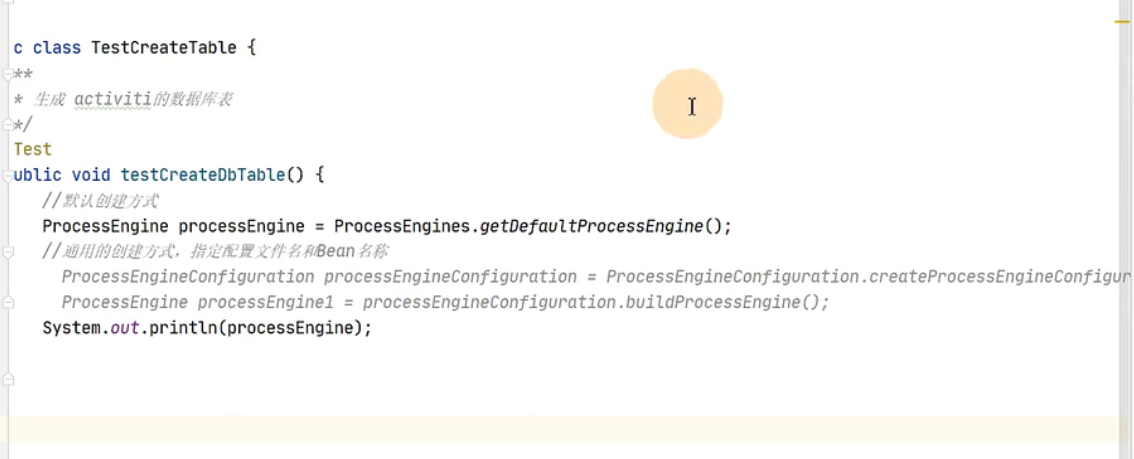 c class TestCreateTable {
**
* 生成 activiti的数据库表
*/
Test
ublic void testCreateDbTable() {
//默认创建方式
ProcessEngine processEngine = ProcessEngines.getDefaultProcessEngine();
//通用的创建方式，指定配置文件名和Bean名称
ProcessEngineConfiguration processEngineConfiguration = ProcessEngineConfiguration.createProcessEngineConfigur
ProcessEngine processEngine1 = processEngineConfiguration.buildProcessEngine();
System.out.println(processEngine);